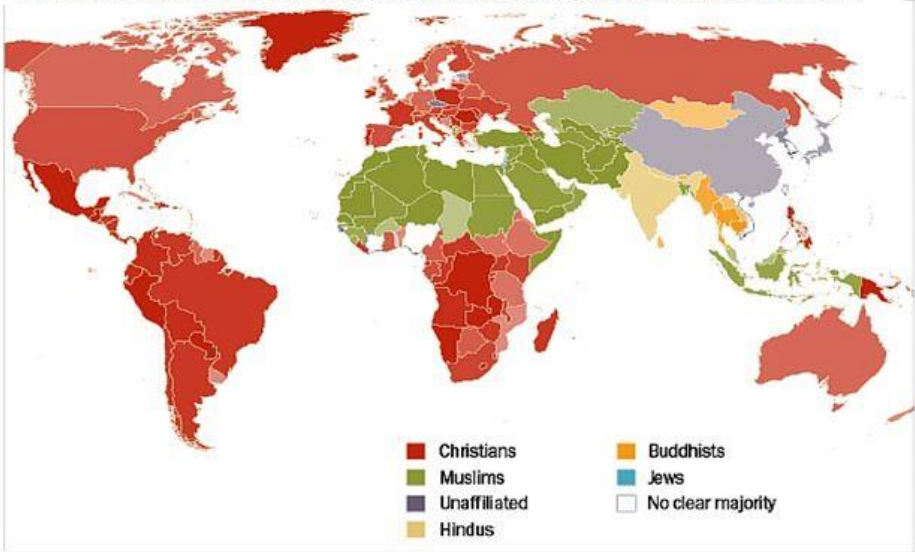 Christians
Muslims
Unaffiliated
Hindus
Buddhists
Jews
No clear majority